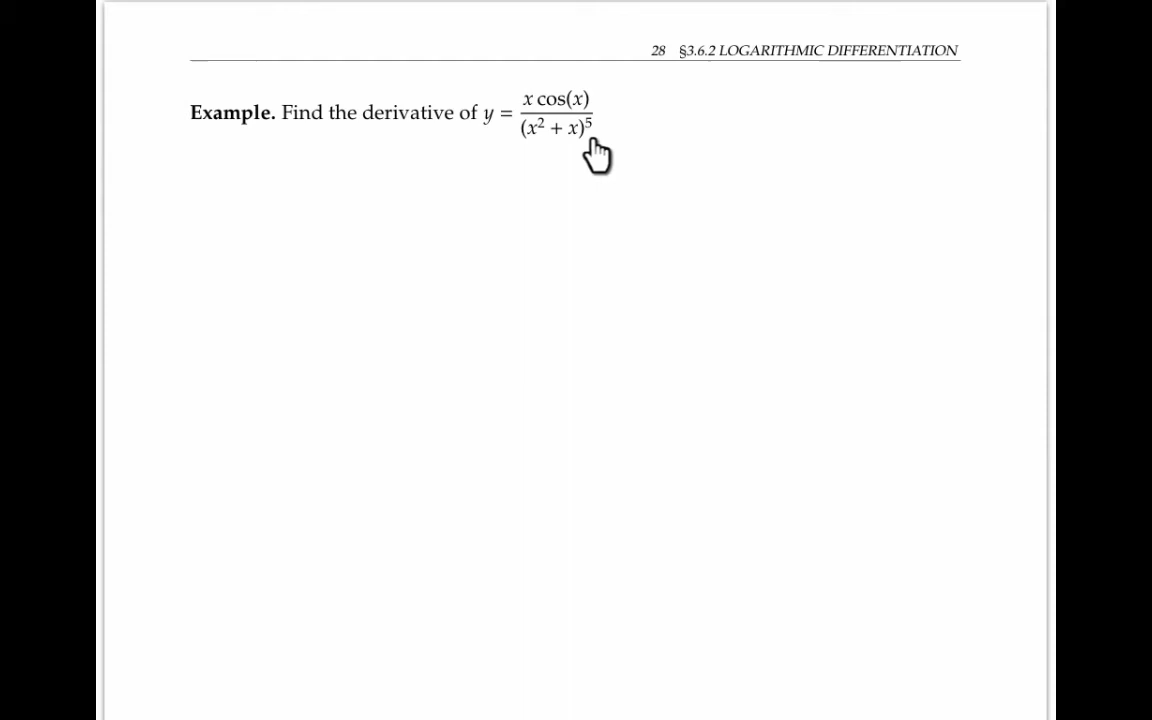 28 §3.6.2 LOGARITHMIC DIFFERENTIATION
Example. Find the derivative of y = x cos(x) / (x² + x)⁵